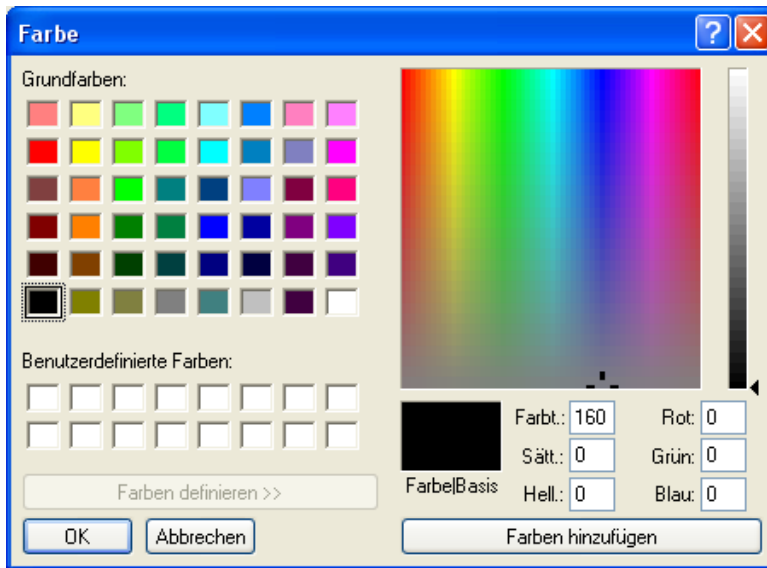 Farbe
Grundfarben:
Benutzerdefinierte Farben:
Farben definieren >>
OK
Abbrechen
Farbe|Basis
Farbt.: 160
Sätt.: 0
Hell.: 0
Rot: 0
Grün: 0
Blau: 0
Farben hinzufügen